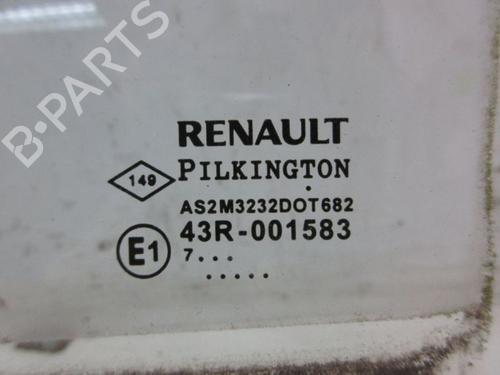 B·PARTS
RENAULT
149 PILKINGTON
AS2M3232DOT682
E1 43R-001583
7...
.....